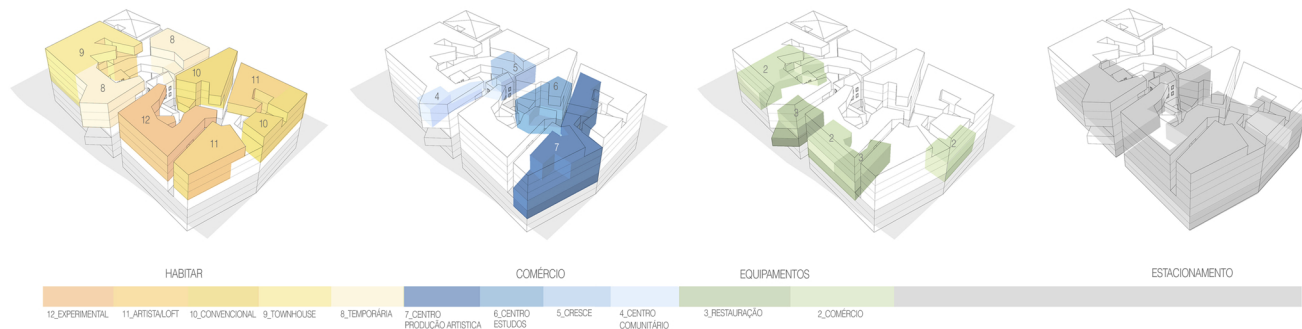 9
8
8
10
11
12
10
11
5
4
6
7
2
3
2
3
2
HABITAR
COMÉRCIO
EQUIPAMENTOS
ESTACIONAMENTO
12_EXPERIMENTAL
11_ARTISTA/LOFT
10_CONVENCIONAL
9_TOWNHOUSE
8_TEMPORÁRIA
7_CENTRO
PRODUÇÃO ARTISTICA
6_CENTRO
ESTUDOS
5_CRESCE
4_CENTRO
COMUNITÁRIO
3_RESTAURAÇÃO
2_COMÉRCIO